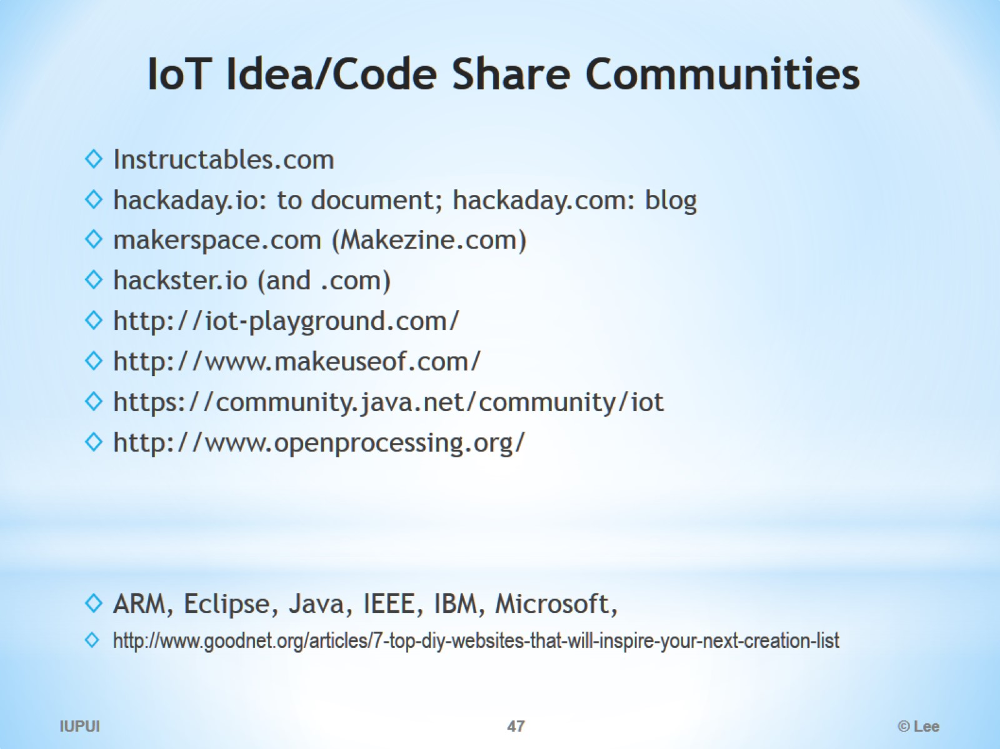 IoT Idea/Code Share Communities
◇ Instructables.com
◇ hackaday.io: to document; hackaday.com: blog
◇ makerspace.com (Makezine.com)
◇ hackster.io (and .com)
◇ http://iot-playground.com/
◇ http://www.makeuseof.com/
◇ https://community.java.net/community/iot
◇ http://www.openprocessing.org/
◇ ARM, Eclipse, Java, IEEE, IBM, Microsoft,
◇ http://www.goodnet.org/articles/7-top-diy-websites-that-will-inspire-your-next-creation-list
IUPUI 47 © Lee